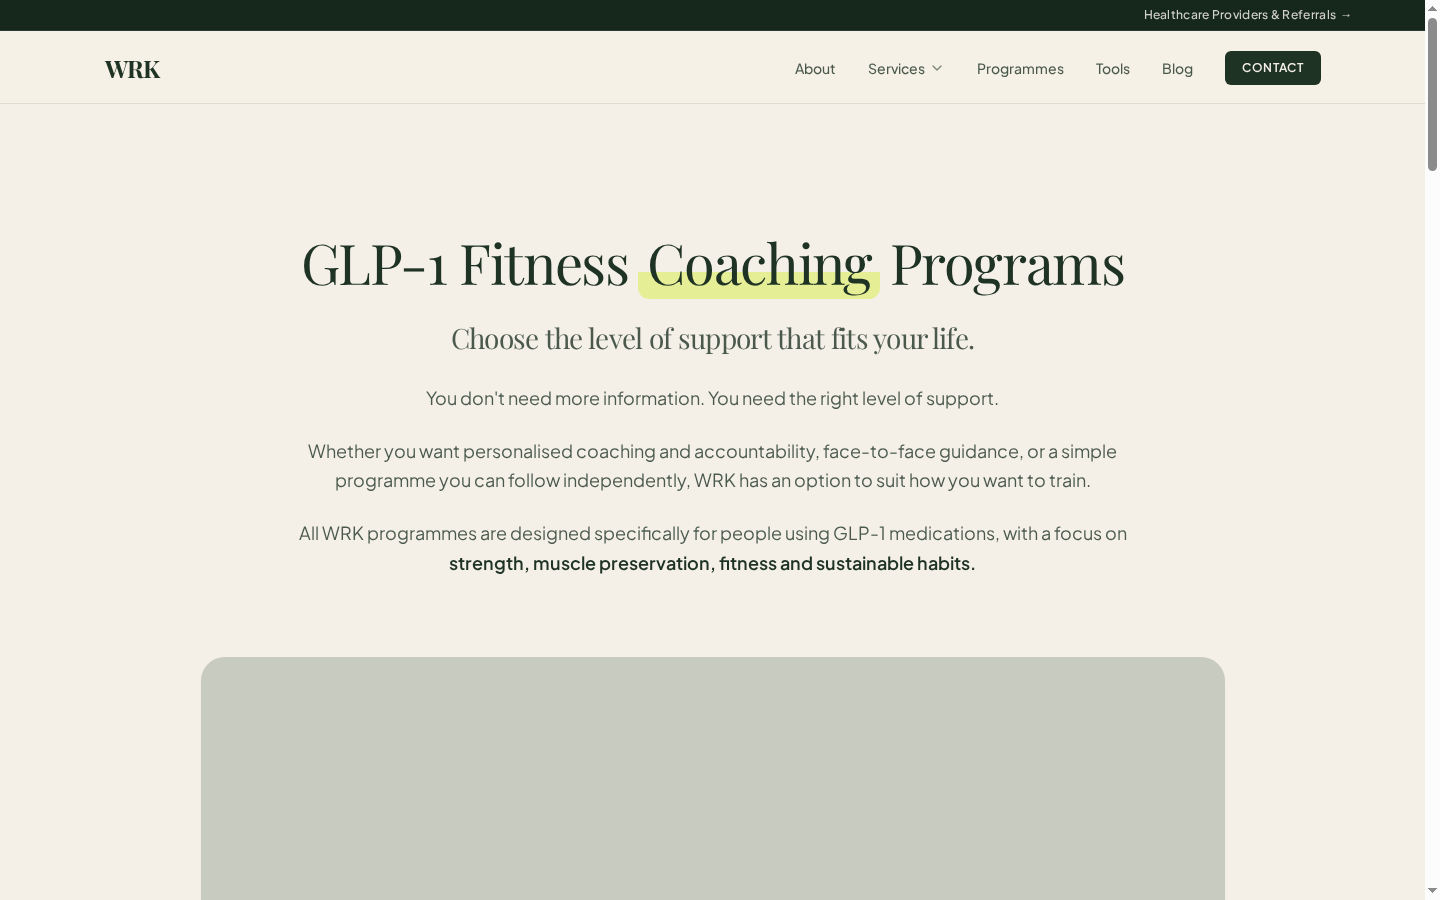 Healthcare Providers & Referrals →
WRK
About
Services
Programmes
Tools
Blog
CONTACT
GLP-1 Fitness Coaching Programs
Choose the level of support that fits your life.
You don't need more information. You need the right level of support.
Whether you want personalised coaching and accountability, face-to-face guidance, or a simple
programme you can follow independently, WRK has an option to suit how you want to train.
All WRK programmes are designed specifically for people using GLP-1 medications, with a focus on
strength, muscle preservation, fitness and sustainable habits.